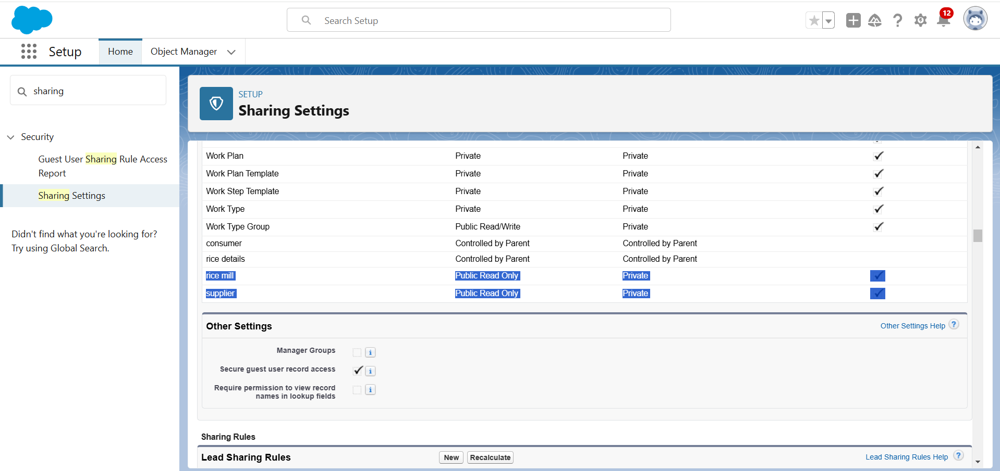 Search Setup
12
Setup
Home
Object Manager
sharing
Security
Guest User Sharing Rule Access
Report
Sharing Settings
Didn't find what you're looking for?
Try using Global Search.
SETUP
Sharing Settings
Work Plan Private Private
Work Plan Template Private Private
Work Step Template Private Private
Work Type Private Private
Work Type Group Public Read/Write Private
consumer Controlled by Parent Controlled by Parent
rice details Controlled by Parent Controlled by Parent
rice mill Public Read Only Private
supplier Public Read Only Private
Other Settings
Other Settings Help ?
Manager Groups i
Secure guest user record access i
Require permission to view record
names in lookup fields i
Sharing Rules
Lead Sharing Rules New Recalculate Lead Sharing Rules Help ?